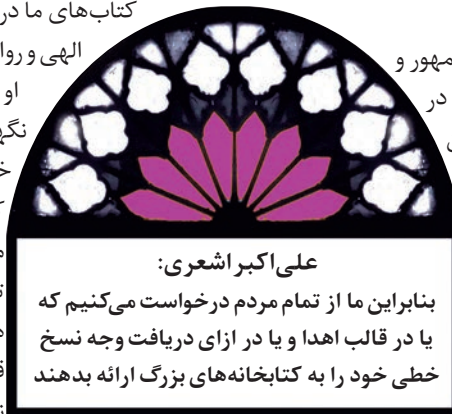 کتاب‌های ما در
الهی و روا
او
نگه
مهور و
در
علی‌اکبر اشعری:
بنابراین ما از تمام مردم درخواست می‌کنیم که
یا در قالب اهدا و یا در ازای دریافت وجه نسخ
خطی خود را به کتابخانه‌های بزرگ ارائه بدهند